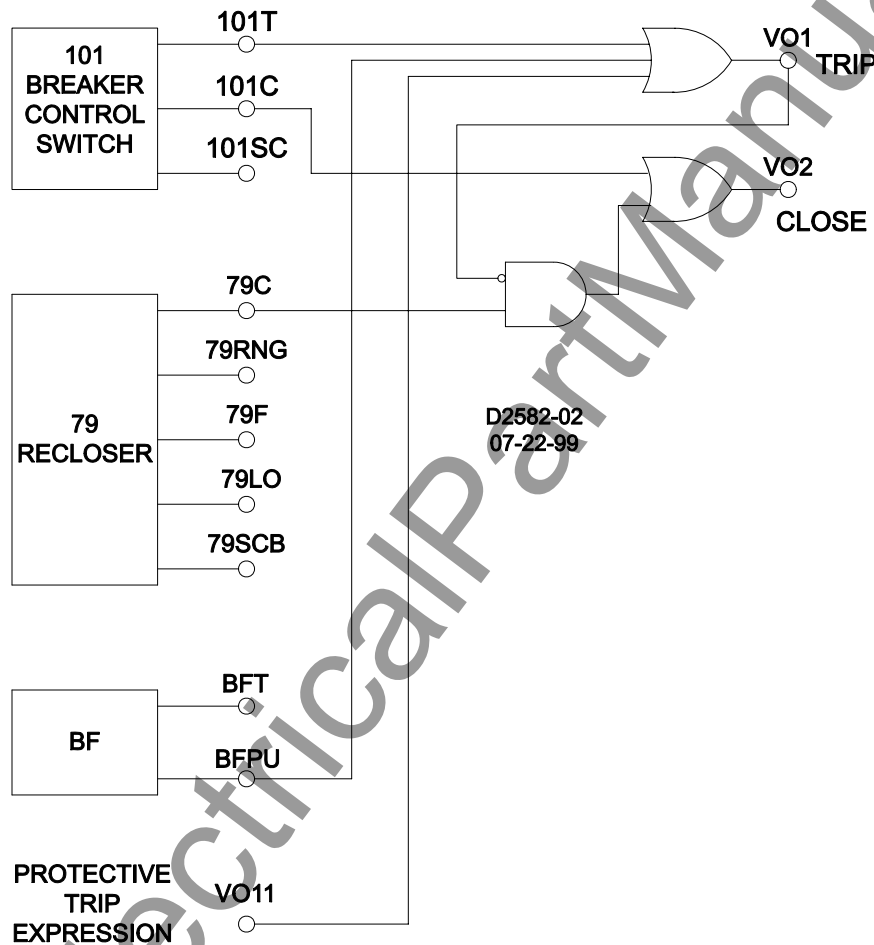 101T
VO1
TRIP
101
BREAKER
CONTROL
SWITCH
101C
101SC
VO2
CLOSE
79C
79RNG
79
RECLOSER
79F
79LO
79SCB
D2582-02
07-22-99
BFT
BF
BFPU
PROTECTIVE
TRIP
EXPRESSION
VO11
ectricalPartManu